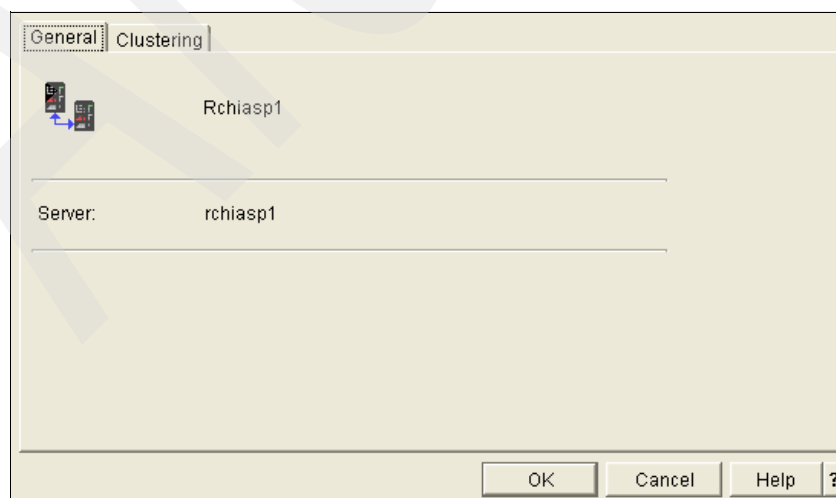 General Clustering
Rchiasp1
Server: rchiasp1
OK Cancel Help ?